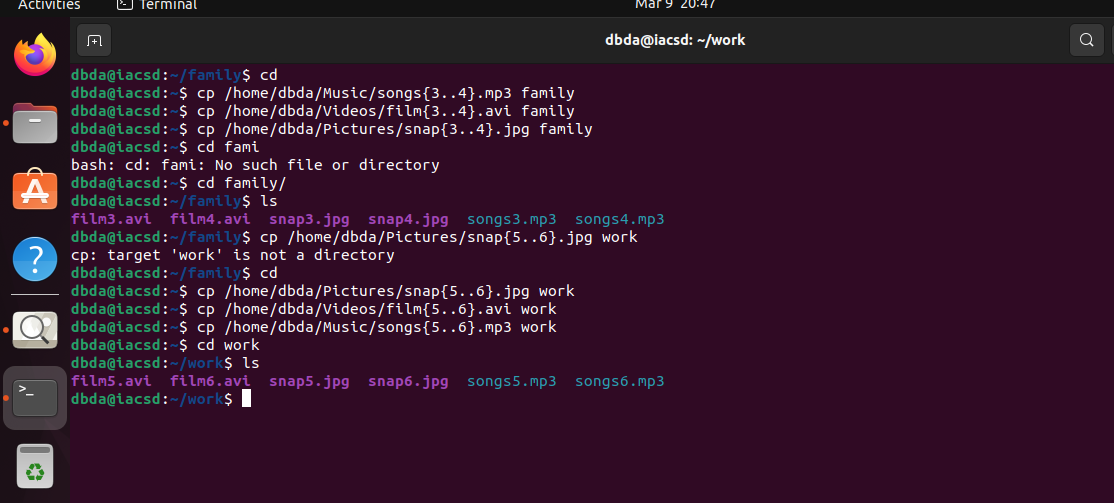 Activities Terminal Mar 9 20:47
dbda@iacsd: ~/work
dbda@iacsd:~/family$ cd
dbda@iacsd:~$ cp /home/dbda/Music/songs{3..4}.mp3 family
dbda@iacsd:~$ cp /home/dbda/Videos/film{3..4}.avi family
dbda@iacsd:~$ cp /home/dbda/Pictures/snap{3..4}.jpg family
dbda@iacsd:~$ cd fami
bash: cd: fami: No such file or directory
dbda@iacsd:~$ cd family/
dbda@iacsd:~/family$ ls
film3.avi film4.avi snap3.jpg snap4.jpg songs3.mp3 songs4.mp3
dbda@iacsd:~/family$ cp /home/dbda/Pictures/snap{5..6}.jpg work
cp: target 'work' is not a directory
dbda@iacsd:~/family$ cd
dbda@iacsd:~$ cp /home/dbda/Pictures/snap{5..6}.jpg work
dbda@iacsd:~$ cp /home/dbda/Videos/film{5..6}.avi work
dbda@iacsd:~$ cp /home/dbda/Music/songs{5..6}.mp3 work
dbda@iacsd:~$ cd work
dbda@iacsd:~/work$ ls
film5.avi film6.avi snap5.jpg snap6.jpg songs5.mp3 songs6.mp3
dbda@iacsd:~/work$